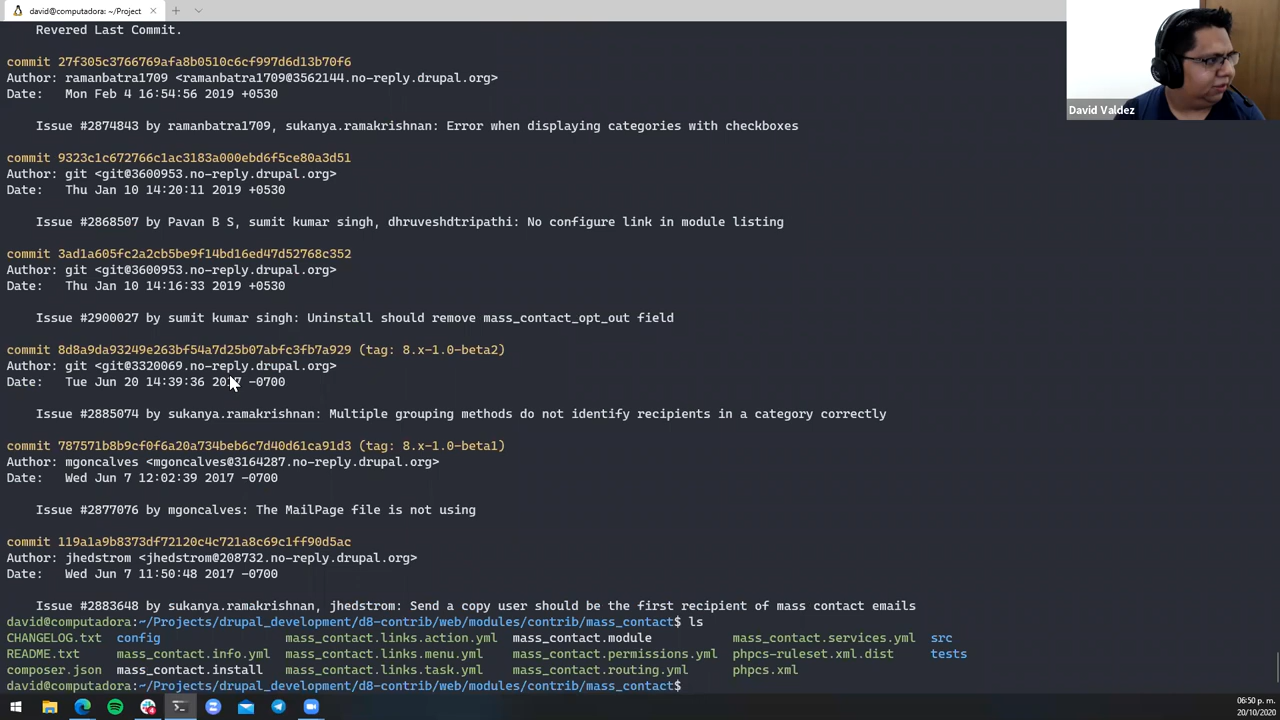 david@computadora: ~/Project
Revered Last Commit.
commit 27f305c3766769afa8b0510c6cf997d6d13b70f6
Author: ramanbatra1709 <ramanbatra1709@3562144.no-reply.drupal.org>
Date:   Mon Feb 4 16:54:56 2019 +0530
David Valdez
Issue #2874843 by ramanbatra1709, sukanya.ramakrishnan: Error when displaying categories with checkboxes
commit 9323c1c672766c1ac3183a000ebd6f5ce80a3d51
Author: git <git@3600953.no-reply.drupal.org>
Date:   Thu Jan 10 14:20:11 2019 +0530
Issue #2868507 by Pavan B S, sumit kumar singh, dhruveshdtripathi: No configure link in module listing
commit 3ad1a605fc2a2cb5be9f14bd16ed47d52768c352
Author: git <git@3600953.no-reply.drupal.org>
Date:   Thu Jan 10 14:16:33 2019 +0530
Issue #2900027 by sumit kumar singh: Uninstall should remove mass_contact_opt_out field
commit 8d8a9da93249e263bf54a7d25b07abfc3fb7a929 (tag: 8.x-1.0-beta2)
Author: git <git@3320069.no-reply.drupal.org>
Date:   Tue Jun 20 14:39:36 2017 -0700
Issue #2885074 by sukanya.ramakrishnan: Multiple grouping methods do not identify recipients in a category correctly
commit 787571b8b9cf0f6a20a734beb6c7d40d61ca91d3 (tag: 8.x-1.0-beta1)
Author: mgoncalves <mgoncalves@3164287.no-reply.drupal.org>
Date:   Wed Jun 7 12:02:39 2017 -0700
Issue #2877076 by mgoncalves: The MailPage file is not using
commit 119a1a9b8373df72120c4c721a8c69c1ff90d5ac
Author: jhedstrom <jhedstrom@208732.no-reply.drupal.org>
Date:   Wed Jun 7 11:50:48 2017 -0700
Issue #2883648 by sukanya.ramakrishnan, jhedstrom: Send a copy user should be the first recipient of mass contact emails
david@computadora:~/Projects/drupal_development/d8-contrib/web/modules/contrib/mass_contact$ ls
CHANGELOG.txt  config                 mass_contact.links.action.yml  mass_contact.module           mass_contact.services.yml  src
README.txt     mass_contact.info.yml  mass_contact.links.menu.yml    mass_contact.permissions.yml  phpcs-ruleset.xml.dist     tests
composer.json  mass_contact.install   mass_contact.links.task.yml    mass_contact.routing.yml      phpcs.xml
david@computadora:~/Projects/drupal_development/d8-contrib/web/modules/contrib/mass_contact$
06:50 p. m.
20/10/2020